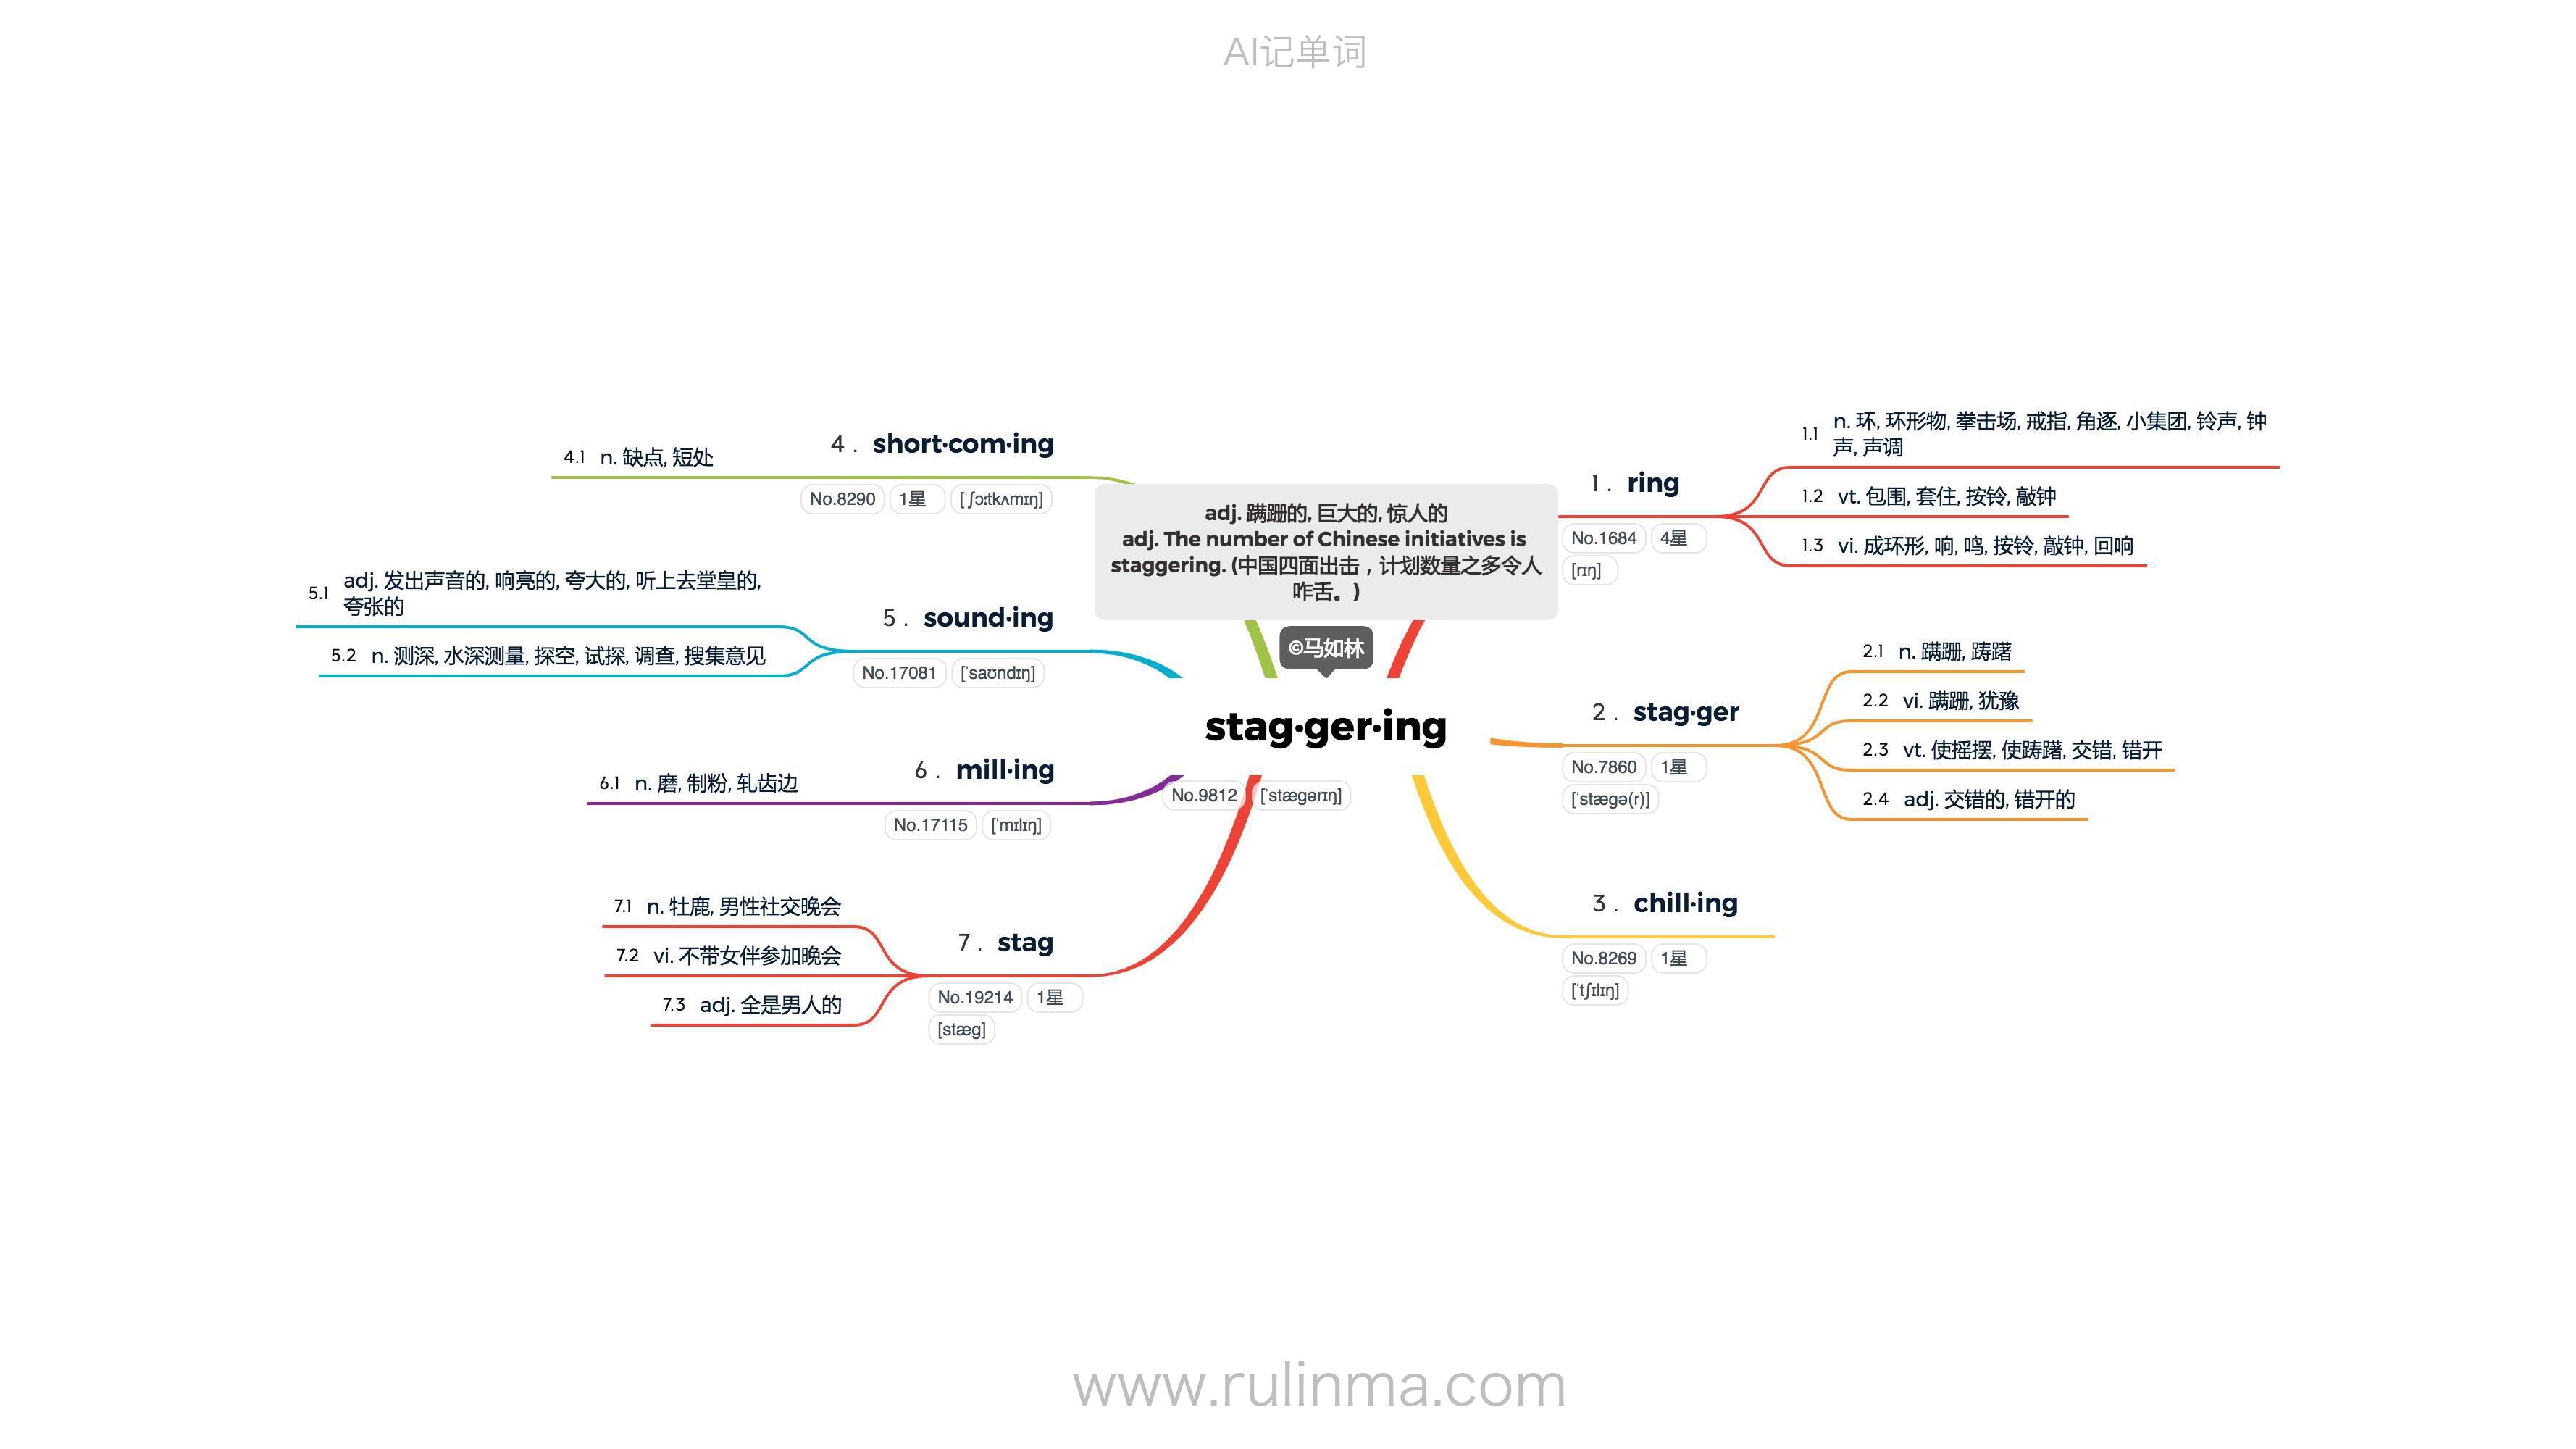 AI记单词
adj. 蹒跚的, 巨大的, 惊人的
adj. The number of Chinese initiatives is
staggering. (中国四面出击，计划数量之多令人
咋舌。)
©马如林
stag·ger·ing
No.9812 [ˈstæɡərɪŋ]
1. ring
No.1684 4星
[rɪŋ]
1.1 n. 环, 环形物, 拳击场, 戒指, 角逐, 小集团, 铃声, 钟
声, 声调
1.2 vt. 包围, 套住, 按铃, 敲钟
1.3 vi. 成环形, 响, 鸣, 按铃, 敲钟, 回响
2. stag·ger
No.7860 1星
[ˈstæɡə(r)]
2.1 n. 蹒跚, 踌躇
2.2 vi. 蹒跚, 犹豫
2.3 vt. 使摇摆, 使踌躇, 交错, 错开
2.4 adj. 交错的, 错开的
3. chill·ing
No.8269 1星
[ˈtʃɪlɪŋ]
4. short·com·ing
No.8290 1星 [ˈʃɔːtkʌmɪŋ]
4.1 n. 缺点, 短处
5. sound·ing
No.17081 [ˈsaʊndɪŋ]
5.1 adj. 发出声音的, 响亮的, 夸大的, 听上去堂皇的,
夸张的
5.2 n. 测深, 水深测量, 探空, 试探, 调查, 搜集意见
6. mill·ing
No.17115 [ˈmɪlɪŋ]
6.1 n. 磨, 制粉, 轧齿边
7. stag
No.19214 1星
[stæɡ]
7.1 n. 牡鹿, 男性社交晚会
7.2 vi. 不带女伴参加晚会
7.3 adj. 全是男人的
www.rulinma.com